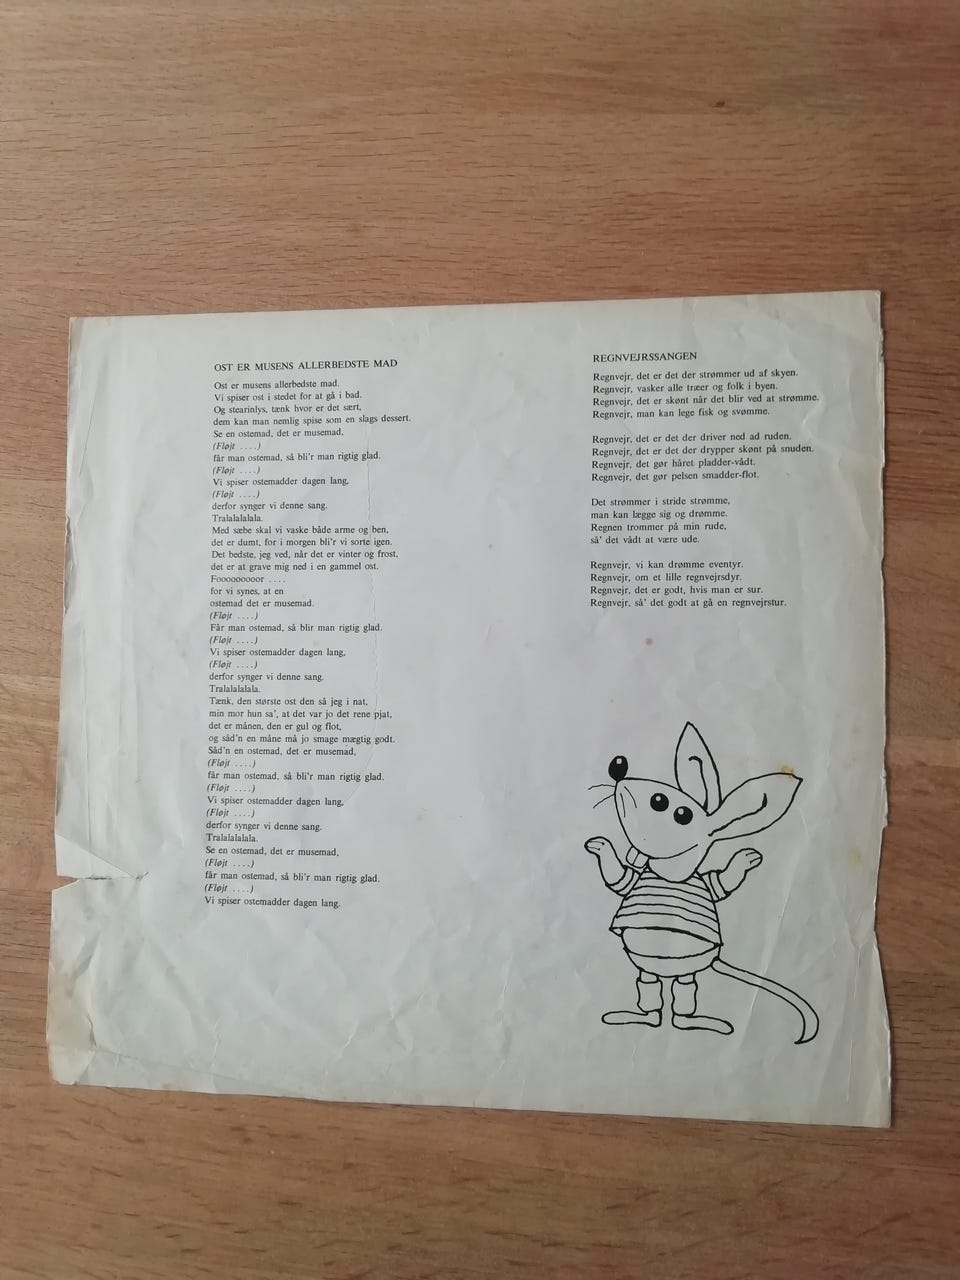 OST ER MUSENS ALLERBEDSTE MAD
Ost er musens allerbedste mad.
Vi spiser ost i stedet for at gå i bad.
Og stearinlys, tænk hvor er det sært,
dem kan man nemlig spise som en slags dessert.
Se en ostemad, det er musemad,
(Fløjt ....)
får man ostemad, så bli'r man rigtig glad.
(Fløjt ....)
Vi spiser ostemadder dagen lang,
(Fløjt ....)
derfor synger vi denne sang.
Tralalalalala.
Med sæbe skal vi vaske både arme og ben,
det er dumt, for i morgen bli'r vi sorte igen.
Det bedste, jeg ved, når det er vinter og frost,
det er at grave mig ned i en gammel ost.
Fooooooooor ....
for vi synes, at en
ostemad det er musemad.
(Fløjt ....)
Får man ostemad, så blir man rigtig glad.
(Fløjt ....)
Vi spiser ostemadder dagen lang,
(Fløjt ....)
derfor synger vi denne sang.
Tralalalalala.
Tænk, den største ost den så jeg i nat,
min mor hun sa', at det var jo det rene pjat,
det er månen, den er gul og flot,
og såd'n en måne må jo smage mægtig godt.
Såd'n en ostemad, det er musemad,
(Fløjt ....)
får man ostemad, så bli'r man rigtig glad.
(Fløjt ....)
Vi spiser ostemadder dagen lang,
(Fløjt ....)
derfor synger vi denne sang.
Tralalalalala.
Se en ostemad, det er musemad,
(Fløjt ....)
får man ostemad, så bli'r man rigtig glad.
(Fløjt ....)
Vi spiser ostemadder dagen lang.
REGNVEJRSSANGEN
Regnvejr, det er det der strømmer ud af skyen.
Regnvejr, vasker alle træer og folk i byen.
Regnvejr, det er skønt når det blir ved at strømme.
Regnvejr, man kan lege fisk og svømme.
Regnvejr, det er det der driver ned ad ruden.
Regnvejr, det er det der drypper skønt på snuden.
Regnvejr, det gør håret pladder-vådt.
Regnvejr, det gør pelsen smadder-flot.
Det strømmer i stride strømme,
man kan lægge sig og drømme.
Regnen trommer på min rude,
så' det vådt at være ude.
Regnvejr, vi kan drømme eventyr.
Regnvejr, om et lille regnvejrsdyr.
Regnvejr, det er godt, hvis man er sur.
Regnvejr, så' det godt at gå en regnvejrstur.